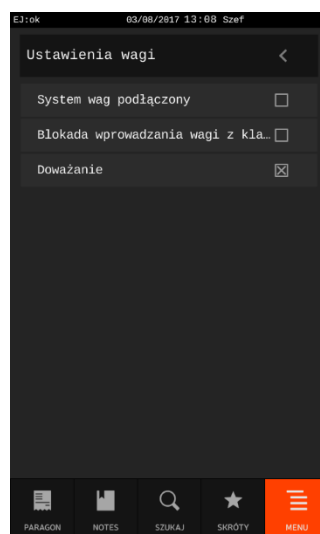 EJ:ok 03/08/2017 13:08 Szef
Ustawienia wagi
System wag podłączony
Blokada wprowadzania wagi z kla…
Doważanie
PARAGON NOTES SZUKAJ SKRÓTY MENU